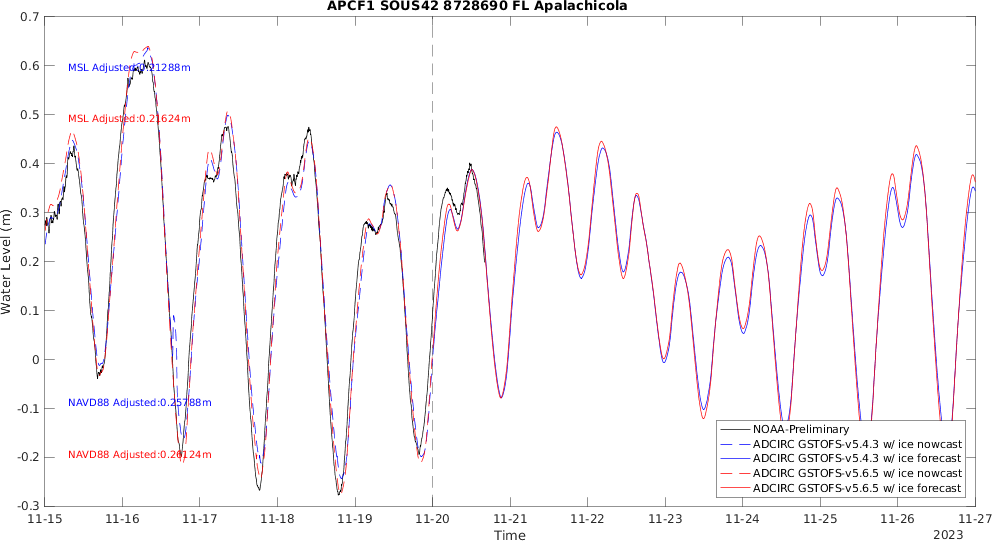 APCF1 SOUS42 8728690 FL Apalachicola
0.7
0.6
0.5
0.4
0.3
0.2
0.1
0
-0.1
-0.2
-0.3
Water Level (m)
MSL Adjusted:0.21288m
MSL Adjusted:0.21624m
NAVD88 Adjusted:0.25788m
NAVD88 Adjusted:0.26124m
NOAA-Preliminary
ADCIRC GSTOFS-v5.4.3 w/ ice nowcast
ADCIRC GSTOFS-v5.4.3 w/ ice forecast
ADCIRC GSTOFS-v5.6.5 w/ ice nowcast
ADCIRC GSTOFS-v5.6.5 w/ ice forecast
11-15 11-16 11-17 11-18 11-19 11-20 11-21 11-22 11-23 11-24 11-25 11-26 11-27
Time
2023